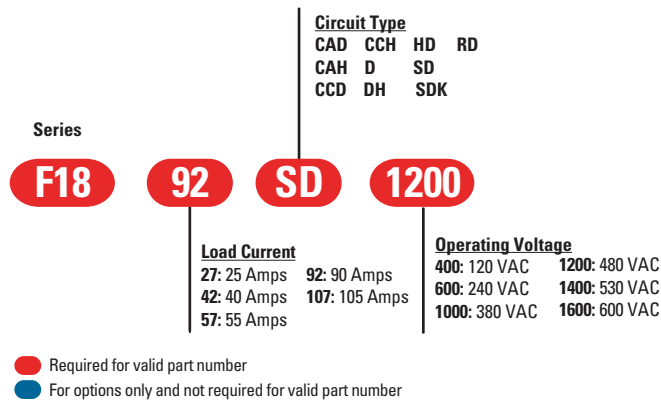 Circuit Type
CAD CCH HD RD
CAH D SD
CCD DH SDK
Series
F18 92 SD 1200
Load Current
27: 25 Amps 92: 90 Amps
42: 40 Amps 107: 105 Amps
57: 55 Amps
Operating Voltage
400: 120 VAC 1200: 480 VAC
600: 240 VAC 1400: 530 VAC
1000: 380 VAC 1600: 600 VAC
Required for valid part number
For options only and not required for valid part number